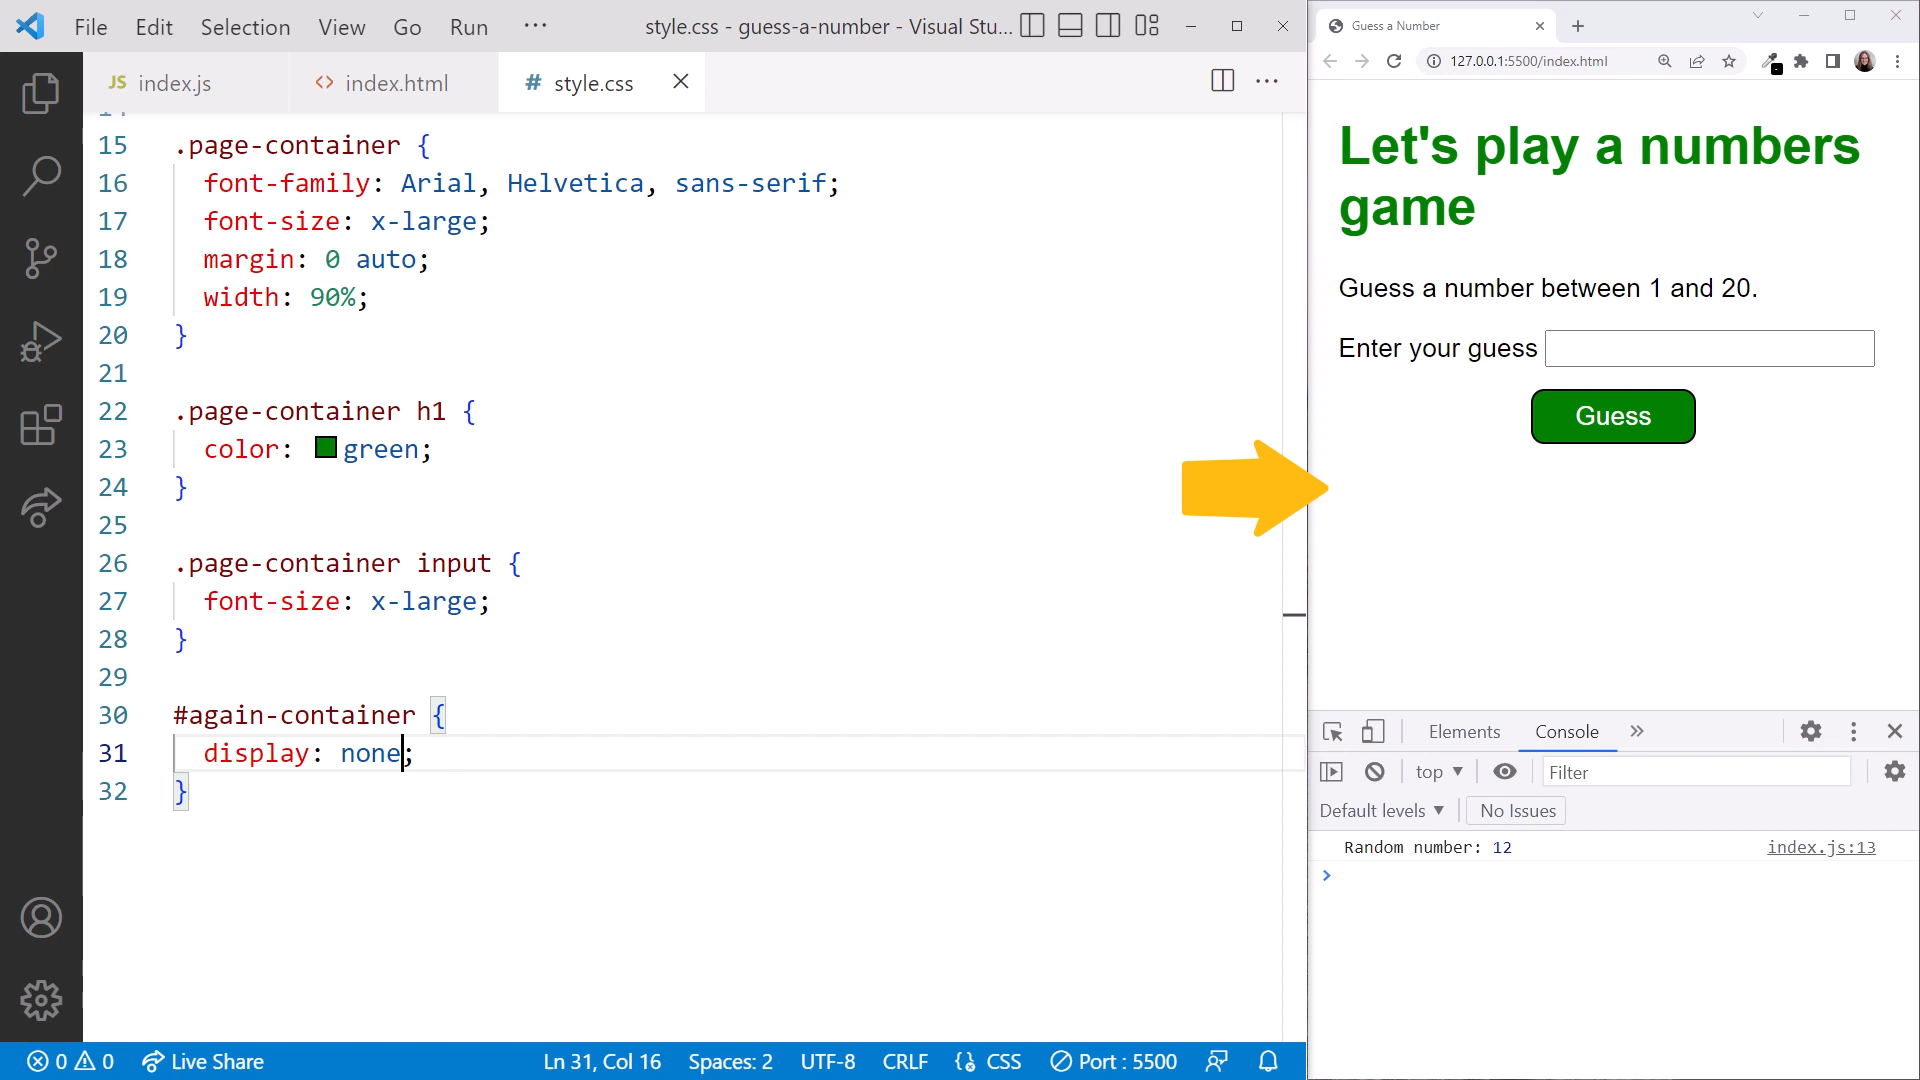 File Edit Selection View Go Run ··· style.css - guess-a-number - Visual Stu...
JS index.js <> index.html # style.css
15 .page-container {
16 font-family: Arial, Helvetica, sans-serif;
17 font-size: x-large;
18 margin: 0 auto;
19 width: 90%;
20 }
21
22 .page-container h1 {
23 color: green;
24 }
25
26 .page-container input {
27 font-size: x-large;
28 }
29
30 #again-container {
31 display: none;
32 }
0 0 Live Share Ln 31, Col 16 Spaces: 2 UTF-8 CRLF CSS Port : 5500
Guess a Number
127.0.0.1:5500/index.html
Let's play a numbers
game
Guess a number between 1 and 20.
Enter your guess
Guess
Elements Console »
top Filter
Default levels No Issues
Random number: 12 index.js:13